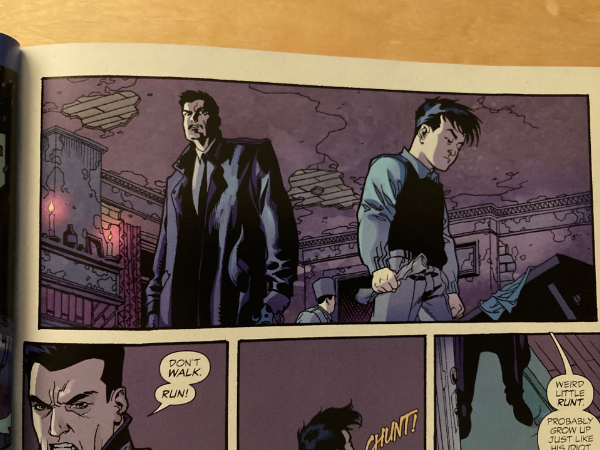 DON'T
WALK.
RUN!
CHUNT!
WEIRD
LITTLE
RUNT.
PROBABLY
GROW UP
JUST LIKE
HIS IDIOT